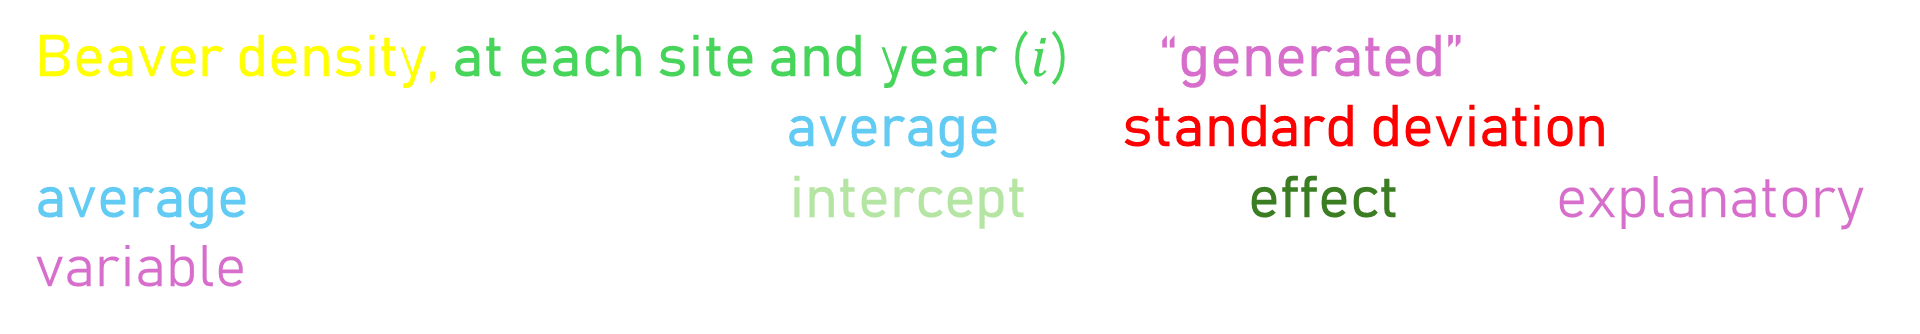 Beaver density, at each site and year (i) “generated”
average standard deviation
average intercept effect explanatory
variable